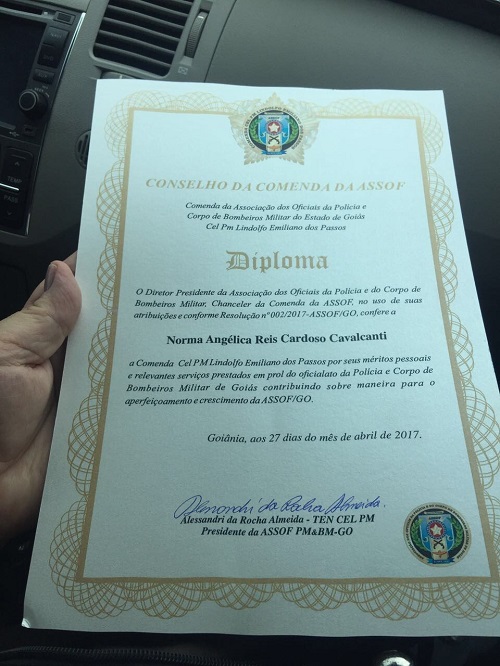 CONSELHO DA COMENDA DA ASSOF
Comenda da Associação dos Oficiais da Polícia e
Corpo de Bombeiros Militar do Estado de Goiás
Cel Pm Lindolfo Emiliano dos Passos
Diploma
O Diretor Presidente da Associação dos Oficiais da Polícia e do Corpo de
Bombeiros Militar, Chanceler da Comenda da ASSOF, no uso de suas
atribuições e conforme Resolução nº 002/2017-ASSOF/GO, confere a
Norma Angélica Reis Cardoso Cavalcanti
a Comenda Cel PM Lindolfo Emiliano dos Passos por seus méritos pessoais
e relevantes serviços prestados em prol do oficialato da Polícia e Corpo de
Bombeiros Militar de Goiás contribuindo sobre maneira para o
aperfeiçoamento e crescimento da ASSOF/GO.
Goiânia, aos 27 dias do mês de abril de 2017.
Alessandri da Rocha Almeida - TEN CEL PM
Presidente da ASSOF PM&BM-GO
TEMP
PASS